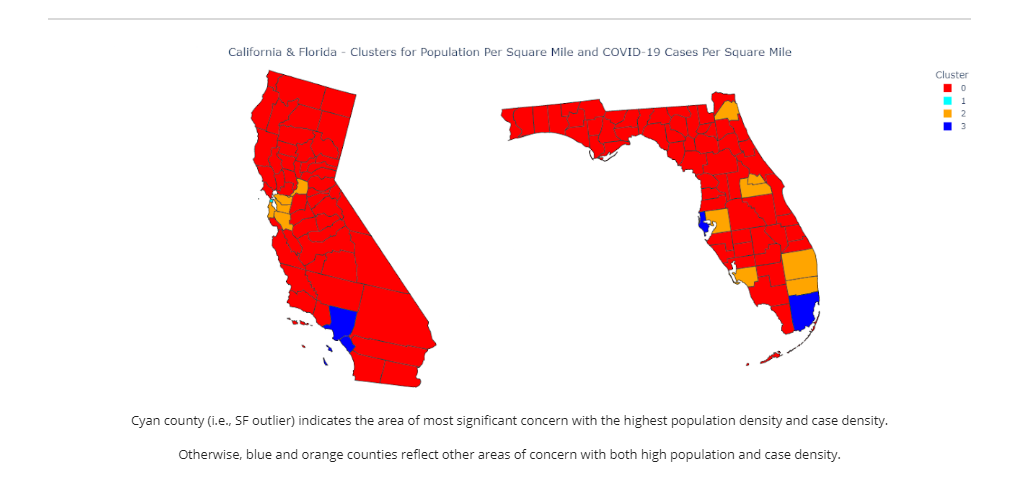 California & Florida - Clusters for Population Per Square Mile and COVID-19 Cases Per Square Mile
Cluster
0
1
2
3
Cyan county (i.e., SF outlier) indicates the area of most significant concern with the highest population density and case density.
Otherwise, blue and orange counties reflect other areas of concern with both high population and case density.